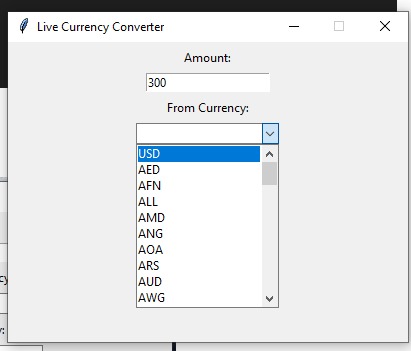 Live Currency Converter
Amount:
300
From Currency:
USD
AED
AFN
ALL
AMD
ANG
AOA
ARS
AUD
AWG